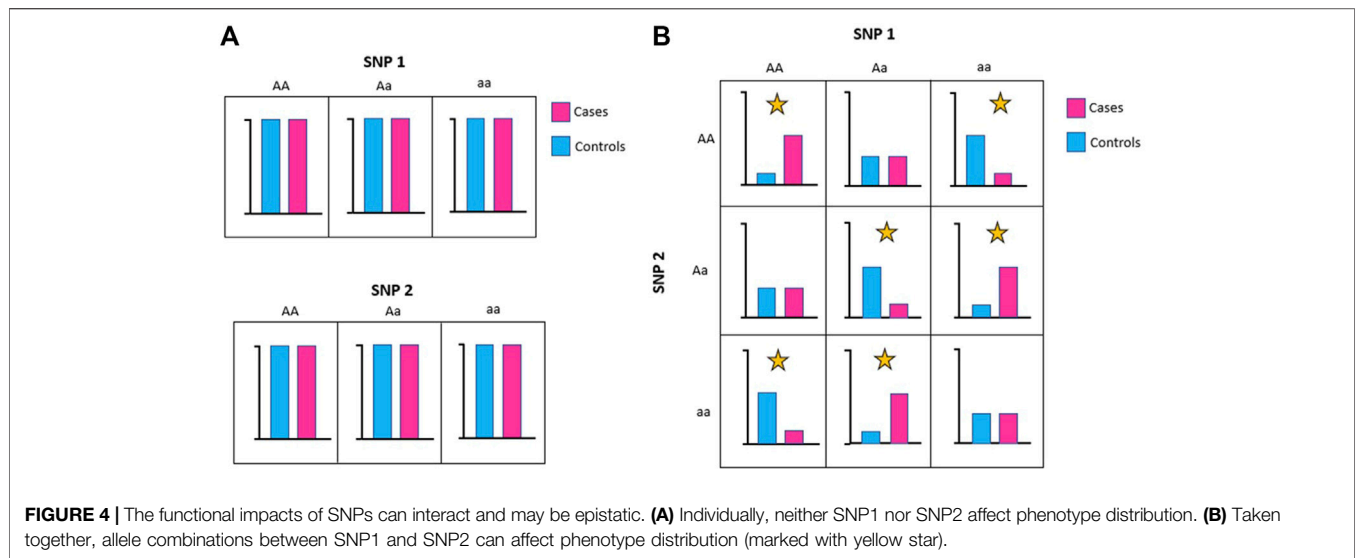 A
B
SNP 1
AA Aa aa
Cases
Controls
SNP 2
AA Aa aa
SNP 1
AA Aa aa
Cases
Controls
SNP 2
AA
Aa
aa
FIGURE 4 | The functional impacts of SNPs can interact and may be epistatic. (A) Individually, neither SNP1 nor SNP2 affect phenotype distribution. (B) Taken
together, allele combinations between SNP1 and SNP2 can affect phenotype distribution (marked with yellow star).